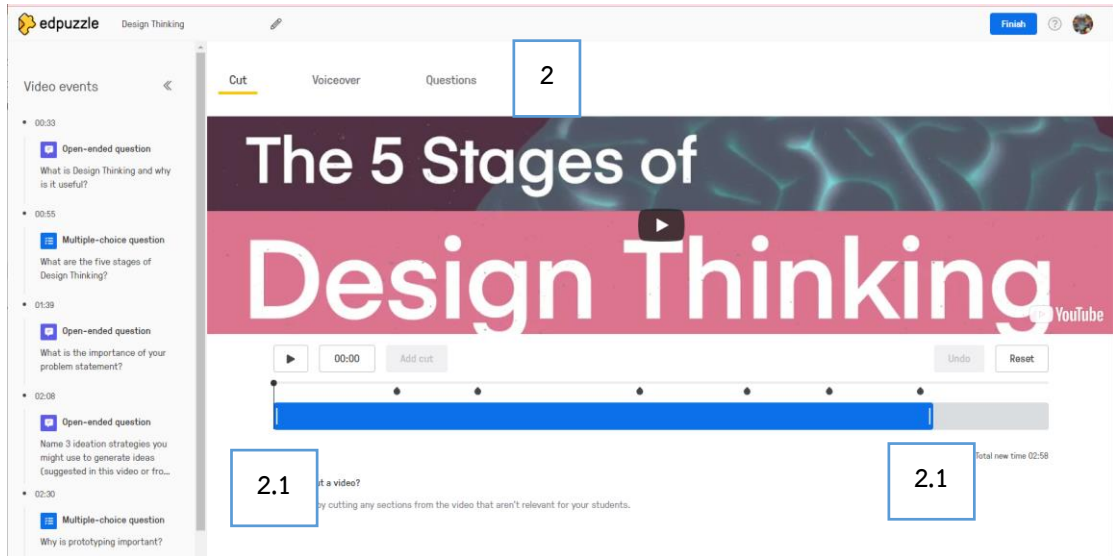 edpuzzle
Design Thinking
Finish
?
Video events
00:33
Open-ended question
What is Design Thinking and why
is it useful?
00:55
Multiple-choice question
What are the five stages of
Design Thinking?
01:39
Open-ended question
What is the importance of your
problem statement?
02:08
Open-ended question
Name 3 ideation strategies you
might use to generate ideas
(suggested in this video or fro...
02:30
Multiple-choice question
Why is prototyping important?
Cut Voiceover Questions
2
The 5 Stages of
Design Thinking
YouTube
00:00 Add cut Undo Reset
Total new time 02:58
2.1
2.1
t a video?
by cutting any sections from the video that aren't relevant for your students.